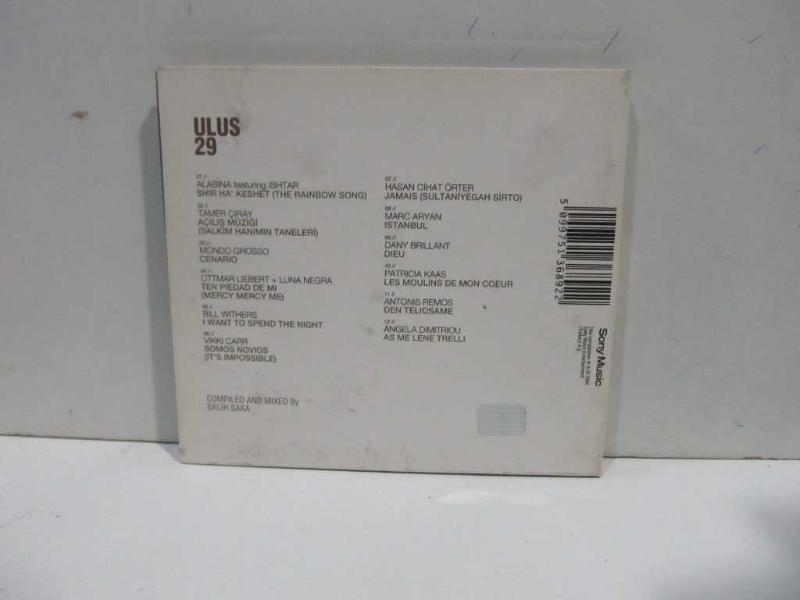 ULUS
29
01 //
ALABINA featuring ISHTAR
SHIR HA' KESHET (THE RAINBOW SONG)
02 //
TAMER ÇIRAY
AÇILIŞ MÜZİĞİ
(SALKIM HANIMIN TANELERİ)
03 //
MONDO GROSSO
CENARIO
04 //
OTTMAR LIEBERT + LUNA NEGRA
TEN PIEDAD DE MI
(MERCY MERCY ME)
05 //
BILL WITHERS
I WANT TO SPEND THE NIGHT
06 //
VIKKI CARR
SOMOS NOVIOS
(IT'S IMPOSSIBLE)
07 //
HASAN CİHAT ÖRTER
JAMAIS (SULTANİYEGAH SİRTO)
08 //
MARC ARYAN
ISTANBUL
09 //
DANY BRILLANT
DIEU
10 //
PATRICIA KAAS
LES MOULINS DE MON COEUR
11 //
ANTONIS REMOS
DEN TELIOSAME
12 //
ANGELA DIMITRIOU
AS ME LENE TRELLI
COMPILED AND MIXED By
SALIH SAKA
5 099751 368922
Sony Music